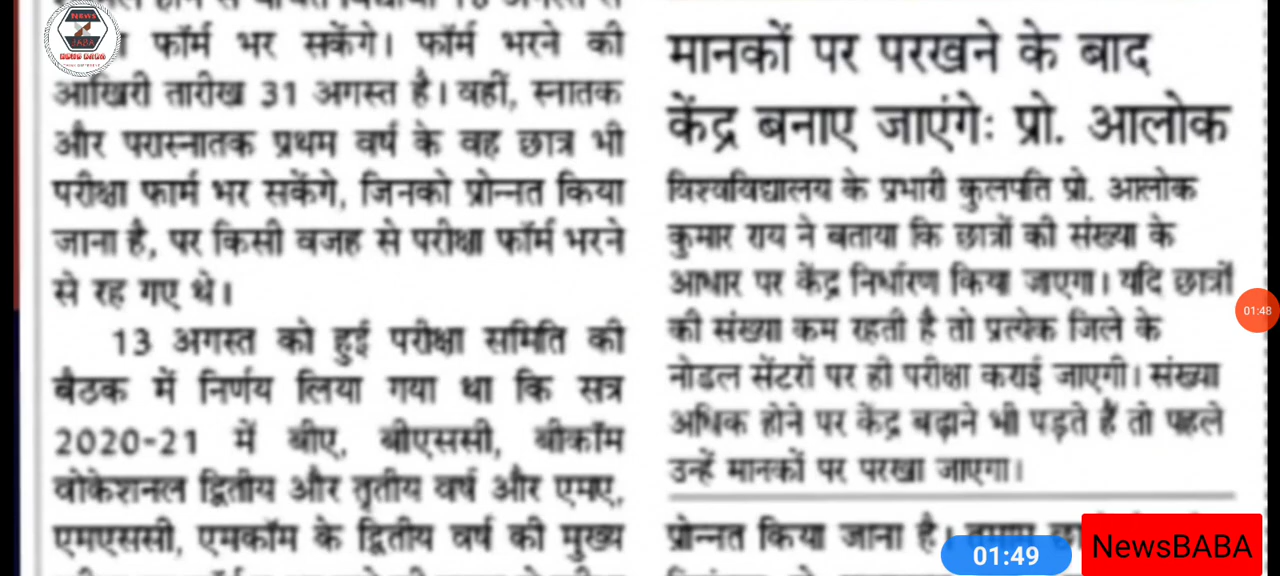 फॉर्म भर सकेंगे। फॉर्म भरने की
आखिरी तारीख 31 अगस्त है। वहीं, स्नातक
और परास्नातक प्रथम वर्ष के वह छात्र भी
परीक्षा फार्म भर सकेंगे, जिनको प्रोन्नत किया
जाना है, पर किसी वजह से परीक्षा फॉर्म भरने
से रह गए थे।
13 अगस्त को हुई परीक्षा समिति की
बैठक में निर्णय लिया गया था कि सत्र
2020-21 में बीए, बीएससी, बीकॉम
वोकेशनल द्वितीय और तृतीय वर्ष और एमए,
एमएससी, एमकॉम के द्वितीय वर्ष की मुख्य
मानकों पर परखने के बाद
केंद्र बनाए जाएंगेः प्रो. आलोक
विश्वविद्यालय के प्रभारी कुलपति प्रो. आलोक
कुमार राय ने बताया कि छात्रों की संख्या के
आधार पर केंद्र निर्धारण किया जाएगा। यदि छात्रों
की संख्या कम रहती है तो प्रत्येक जिले के
नोडल सेंटरों पर ही परीक्षा कराई जाएगी। संख्या
अधिक होने पर केंद्र बढ़ाने भी पड़ते हैं तो पहले
उन्हें मानकों पर परखा जाएगा।
प्रोन्नत किया जाना है।
News
BABA
01:48
01:49
NewsBABA